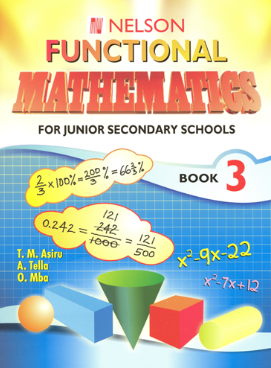 NELSON
FUNCTIONAL
MATHEMATICS
FOR JUNIOR SECONDARY SCHOOLS
BOOK 3
2/3 × 100% = 200/3 % = 66 2/3 %
0.242 = 242/1000 = 121/500
121
T. M. Asiru
A. Tella
O. Mba
x²-9x-22
x²-7x+12